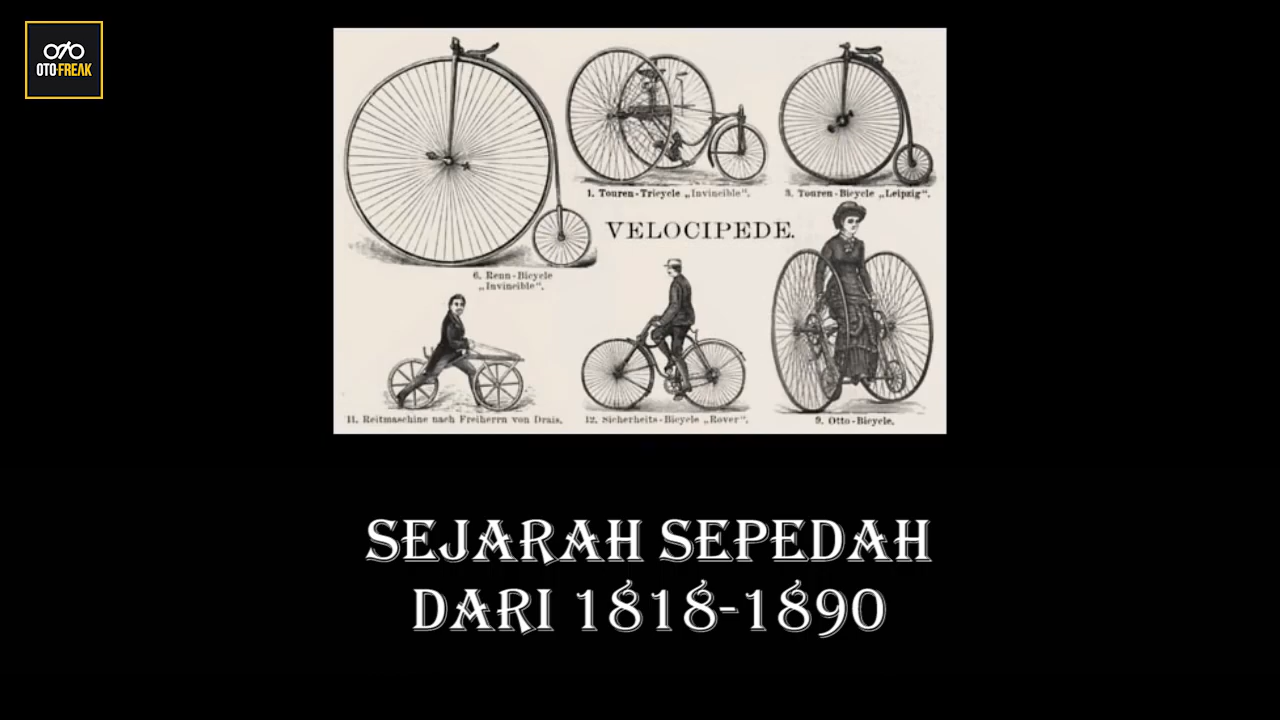 OTO-FREAK
1. Touren-Tricycle „Invincible“.
3. Touren-Bicycle „Leipzig“.
VELOCIPEDE.
6. Renn-Bicycle
„Invincible“.
11. Reitmaschine nach Freiherrn von Drais.
12. Sicherheits-Bicycle „Rover“.
9. Otto-Bicycle.
SEJARAH SEPEDAH
DARI 1818-1890